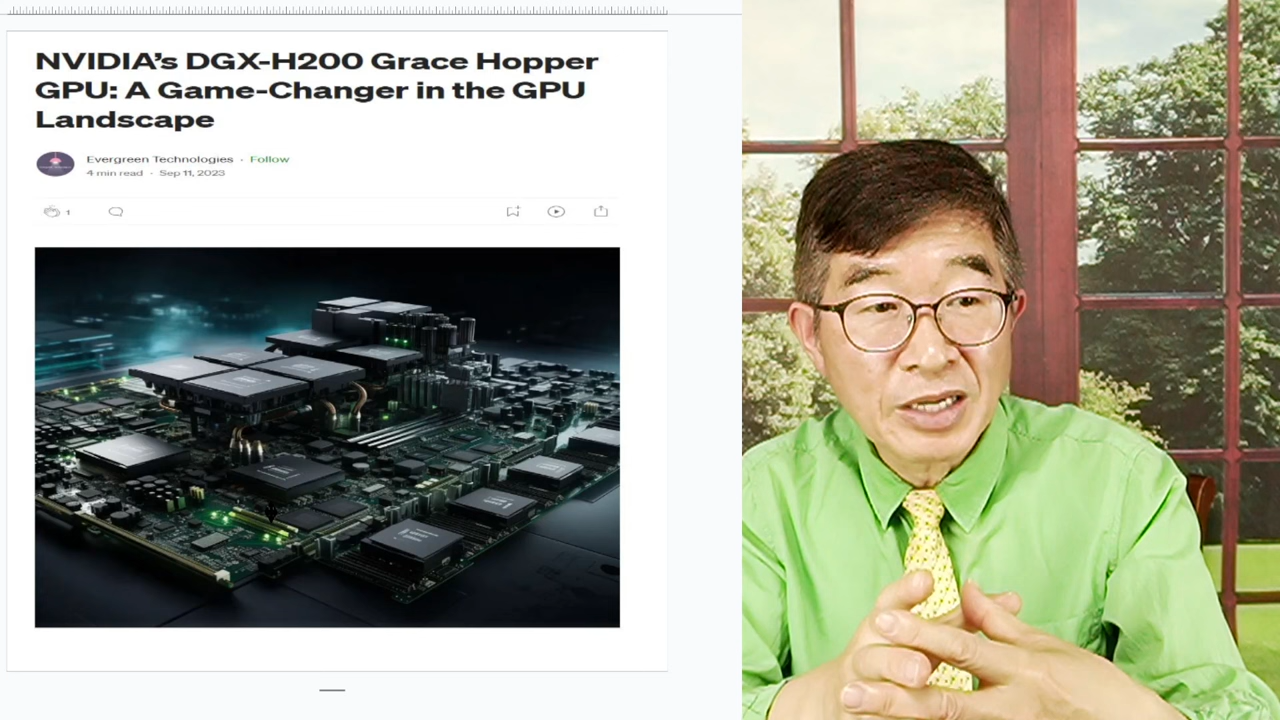 NVIDIA’s DGX-H200 Grace Hopper
GPU: A Game-Changer in the GPU
Landscape
Evergreen Technologies · Follow
4 min read · Sep 11, 2023
1